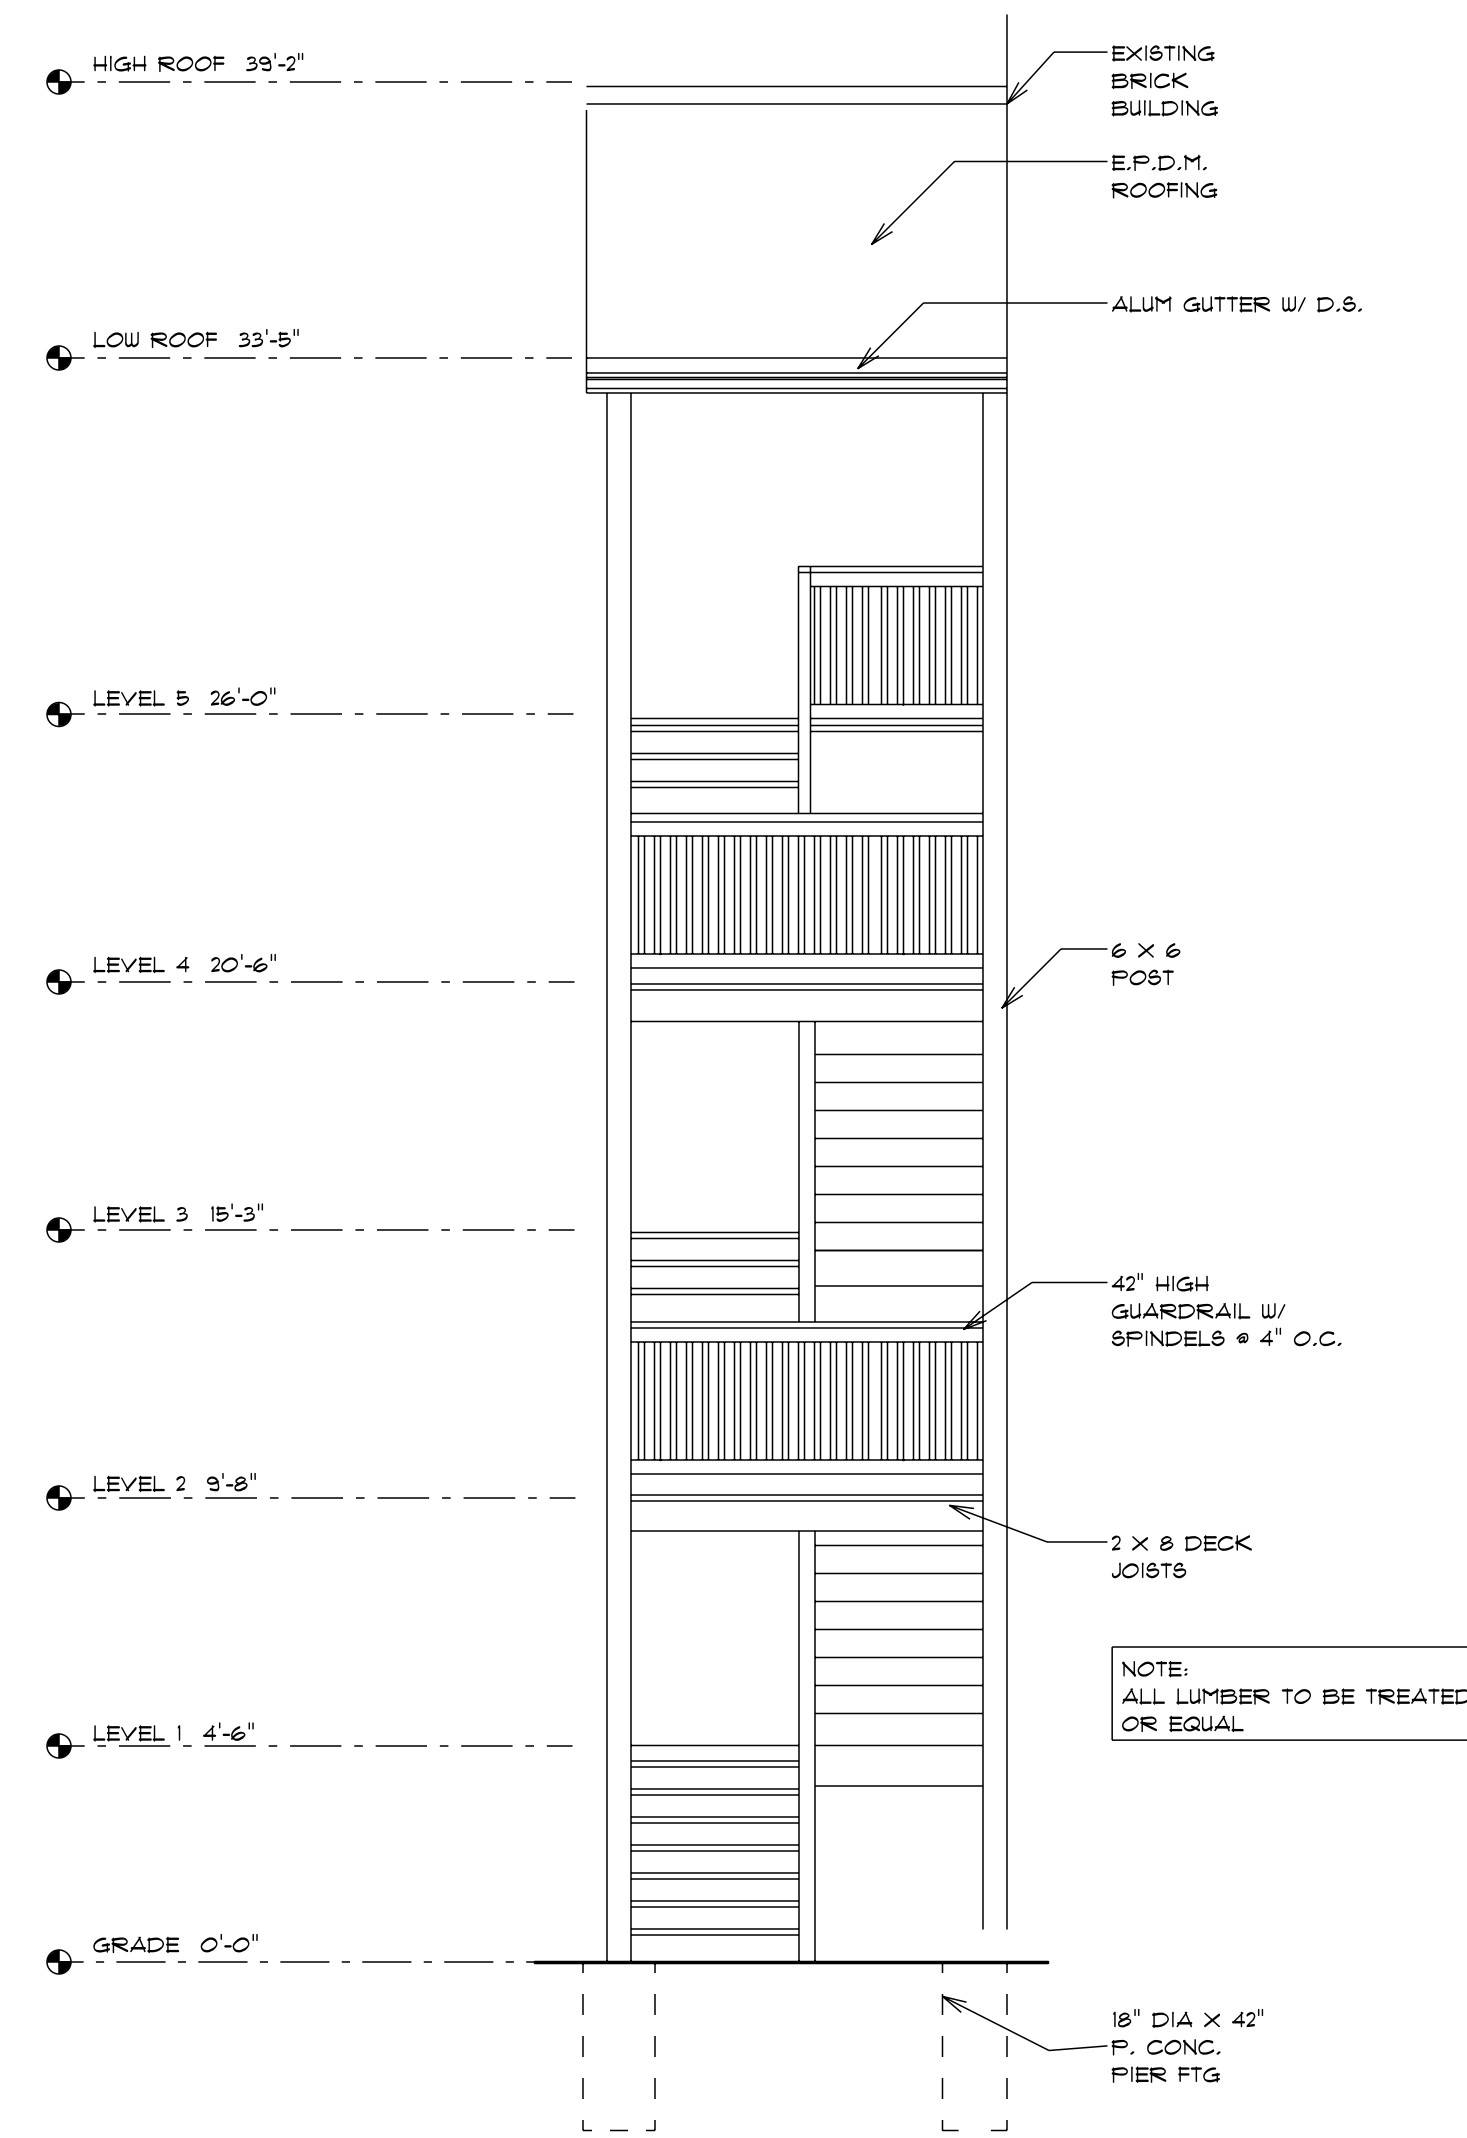 HIGH ROOF 39'-2"
EXISTING
BRICK
BUILDING
E.P.D.M.
ROOFING
ALUM GUTTER W/ D.S.
LOW ROOF 33'-5"
LEVEL 5 26'-0"
6 X 6
POST
LEVEL 4 20'-6"
LEVEL 3 15'-3"
42" HIGH
GUARDRAIL W/
SPINDELS @ 4" O.C.
LEVEL 2 9'-8"
2 X 8 DECK
JOISTS
NOTE:
ALL LUMBER TO BE TREATED
OR EQUAL
LEVEL 1 4'-6"
GRADE 0'-0"
18" DIA X 42"
P. CONC.
PIER FTG